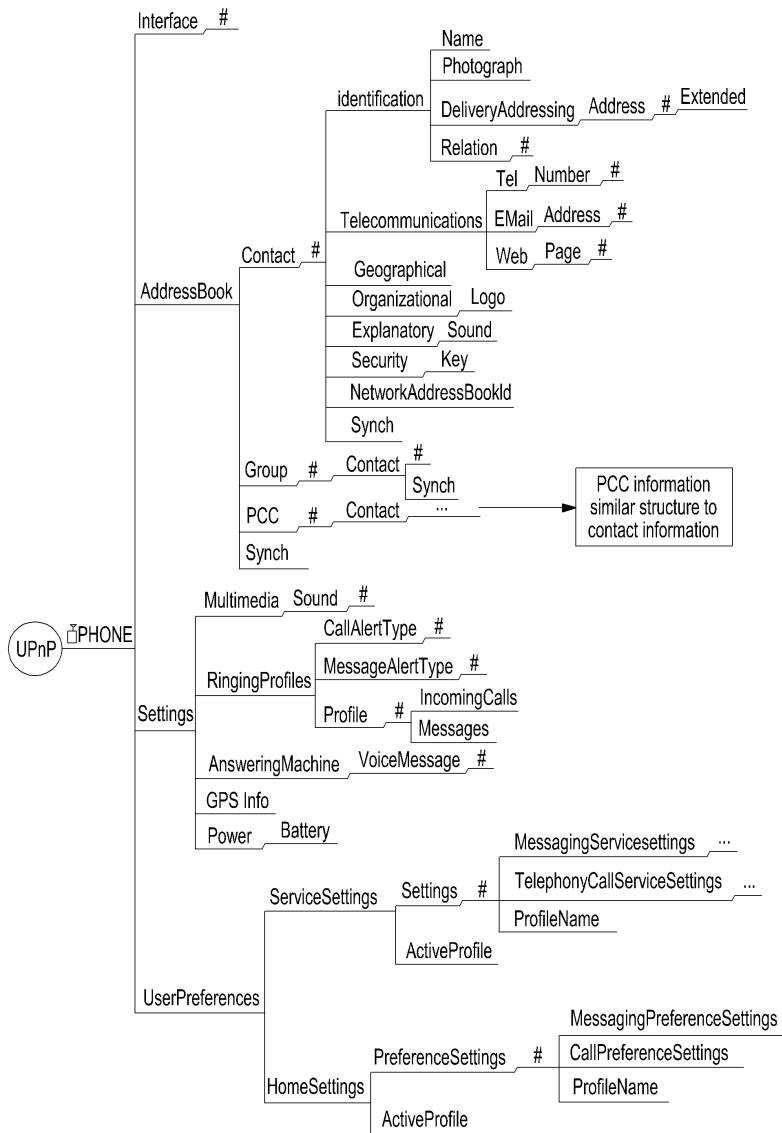 Interface #
Name
Photograph
identification
DeliveryAddressing Address # Extended
Relation #
Tel Number #
Telecommunications EMail Address #
Web Page #
Contact #
Geographical
AddressBook
Organizational Logo
Explanatory Sound
Security Key
NetworkAddressBookId
Synch
Group # Contact #
Synch
PCC # Contact ...
PCC information
similar structure to
contact information
Synch
UPnP PHONE
Multimedia Sound #
CallAlertType #
MessageAlertType #
RingingProfiles
Profile # IncomingCalls
Messages
Settings
AnsweringMachine VoiceMessage #
GPS Info
Power Battery
MessagingServicesettings ...
ServiceSettings Settings # TelephonyCallServiceSettings ...
ProfileName
ActiveProfile
UserPreferences
MessagingPreferenceSettings
PreferenceSettings # CallPreferenceSettings
HomeSettings ProfileName
ActiveProfile